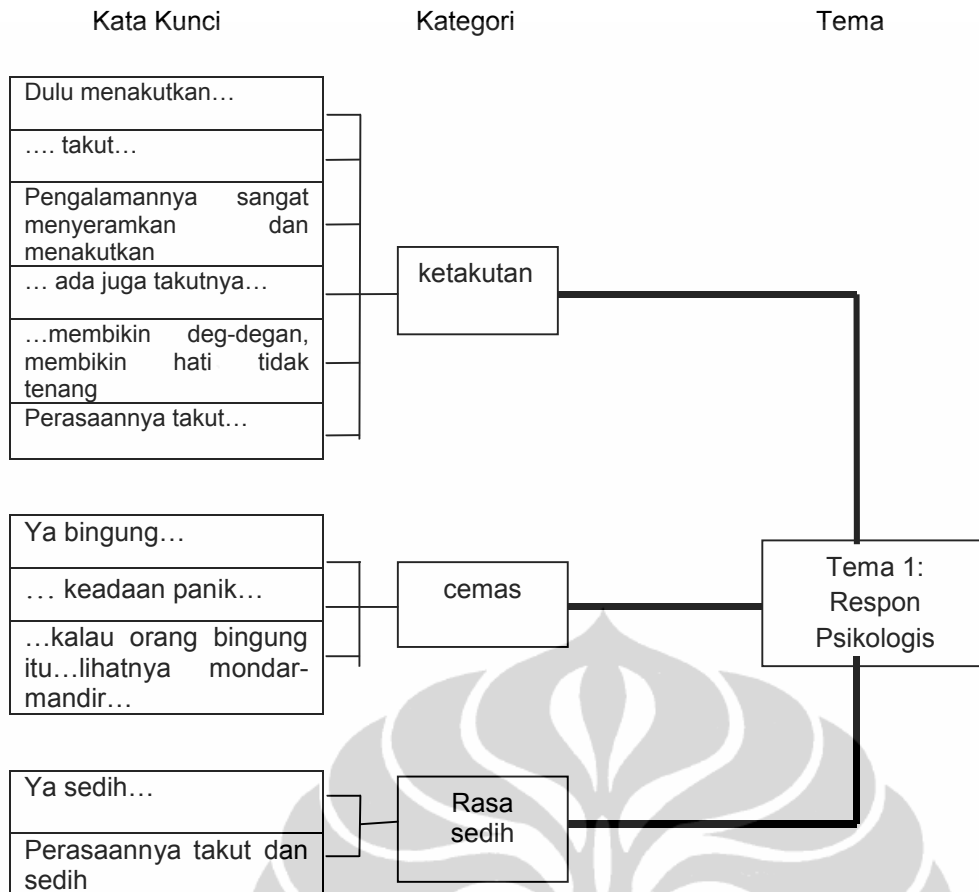 Kata Kunci Kategori Tema
Dulu menakutkan…
…. takut…
Pengalamannya sangat
menyeramkan dan
menakutkan
… ada juga takutnya…
…membikin deg-degan,
membikin hati tidak
tenang
Perasaannya takut…
ketakutan
Ya bingung…
… keadaan panik…
…kalau orang bingung
itu…lihatnya mondar-
mandir…
cemas
Tema 1:
Respon
Psikologis
Ya sedih…
Perasaannya takut dan
sedih
Rasa
sedih